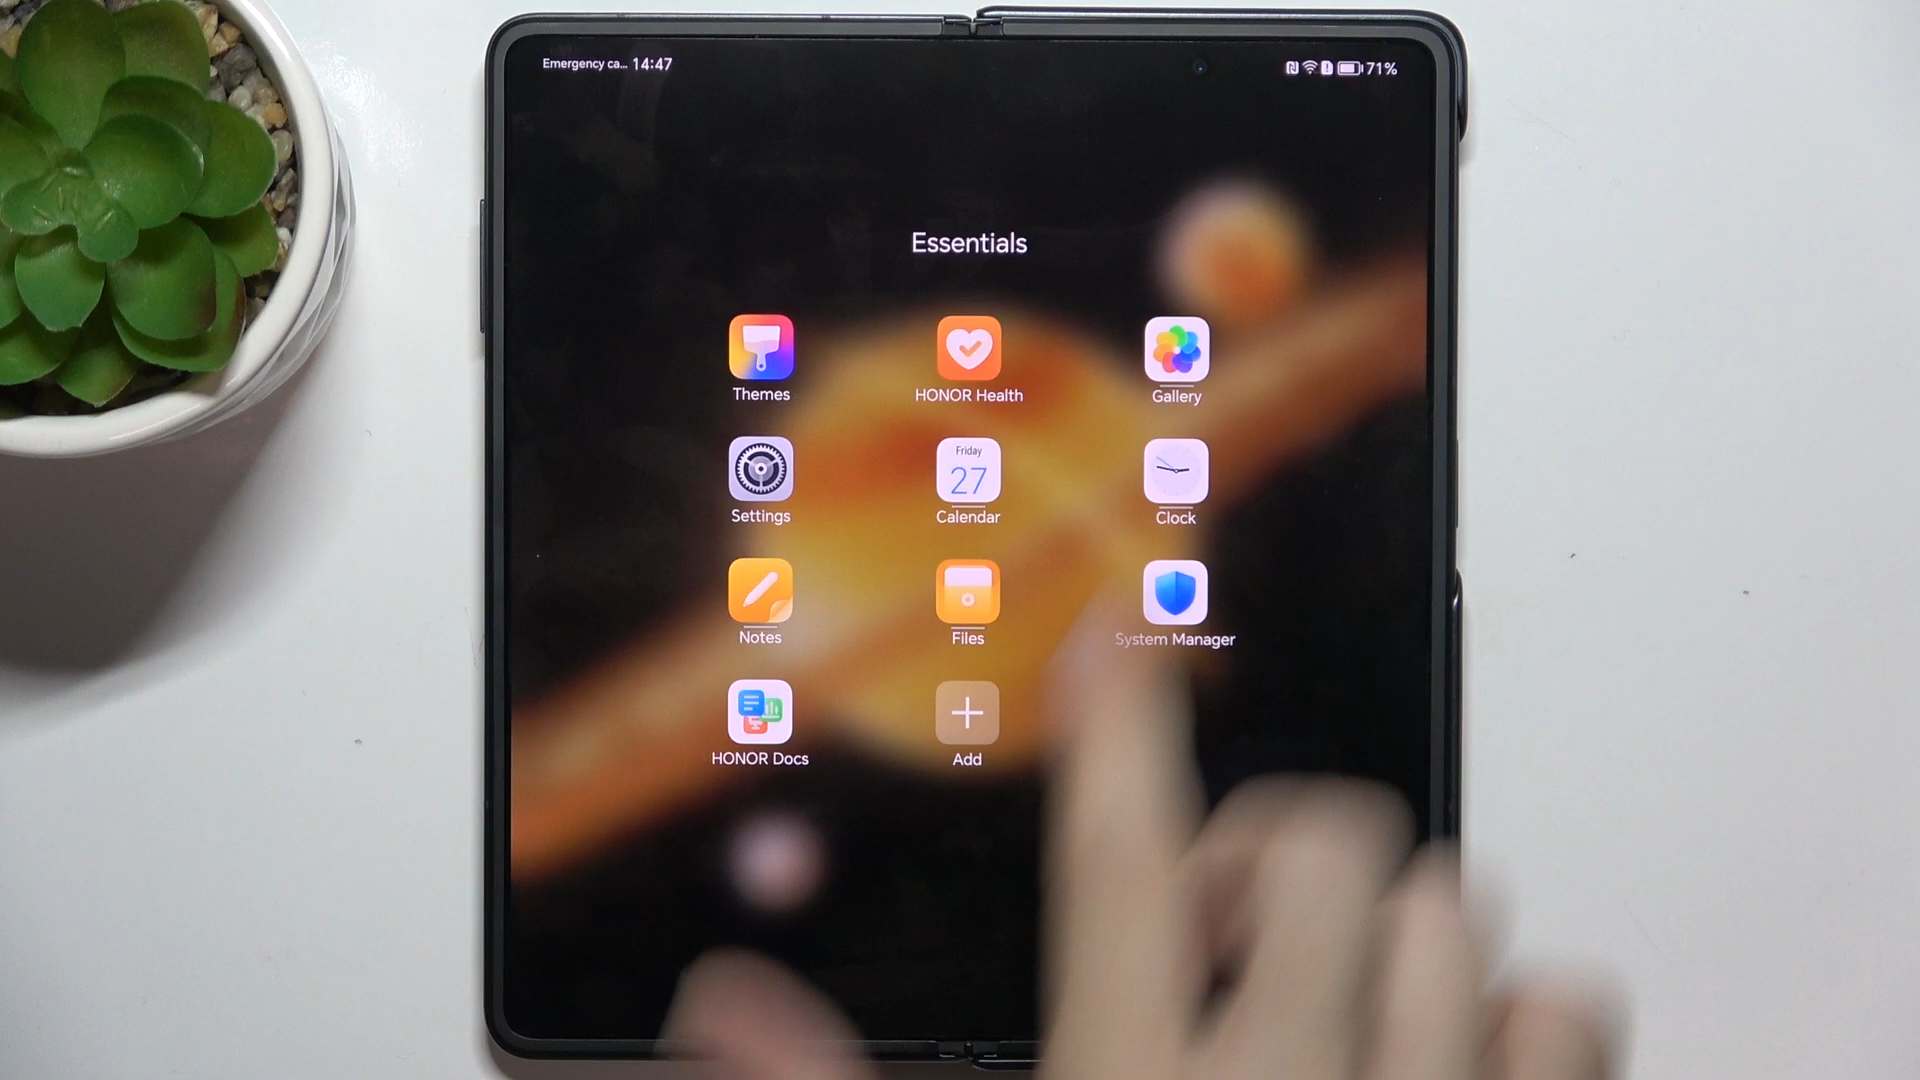 Emergency ca... 14:47
71%
Essentials
Themes
HONOR Health
Gallery
Settings
Friday
27
Calendar
Clock
Notes
Files
System Manager
HONOR Docs
Add